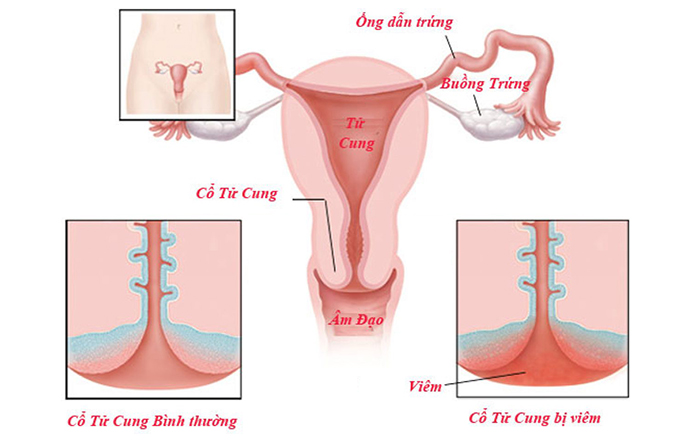 Ống dẫn trứng
Buồng Trứng
Tử
Cung
Cổ Tử Cung
Âm Đạo
Viêm
Cổ Tử Cung Bình thường
Cổ Tử Cung bị viêm